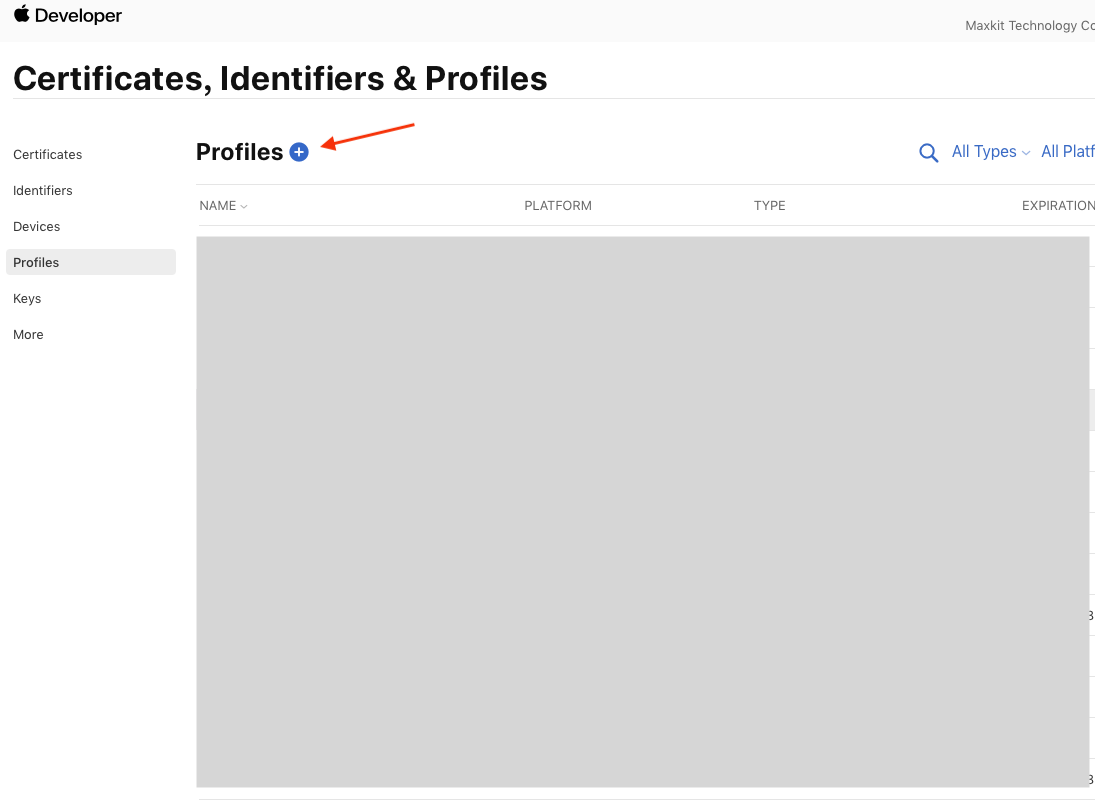 Developer
Maxkit Technology Co
Certificates, Identifiers & Profiles
Certificates
Identifiers
Devices
Profiles
Keys
More
Profiles
All Types
All Platf
NAME
PLATFORM
TYPE
EXPIRATION